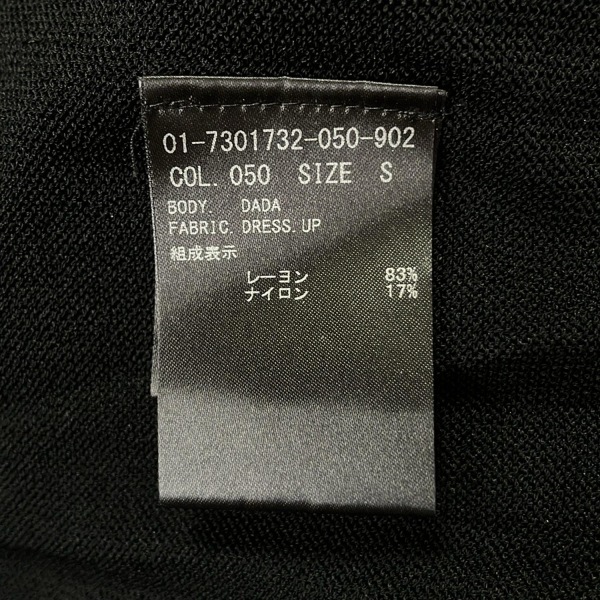 01-7301732-050-902
COL. 050 SIZE S
BODY. DADA
FABRIC. DRESS. UP
組成表示
レーヨン 83%
ナイロン 17%